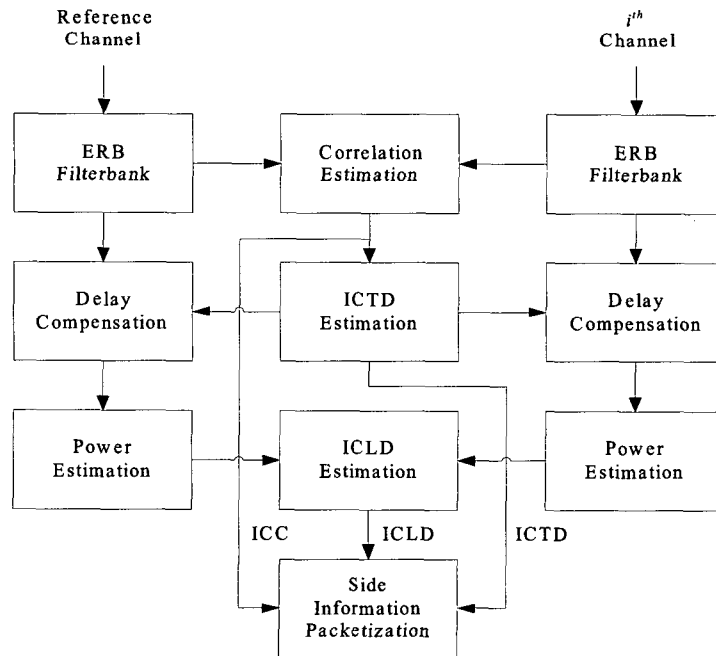 Reference
Channel
i^th
Channel
ERB
Filterbank
Correlation
Estimation
ERB
Filterbank
Delay
Compensation
ICTD
Estimation
Delay
Compensation
Power
Estimation
ICLD
Estimation
Power
Estimation
ICC
ICLD
ICTD
Side
Information
Packetization